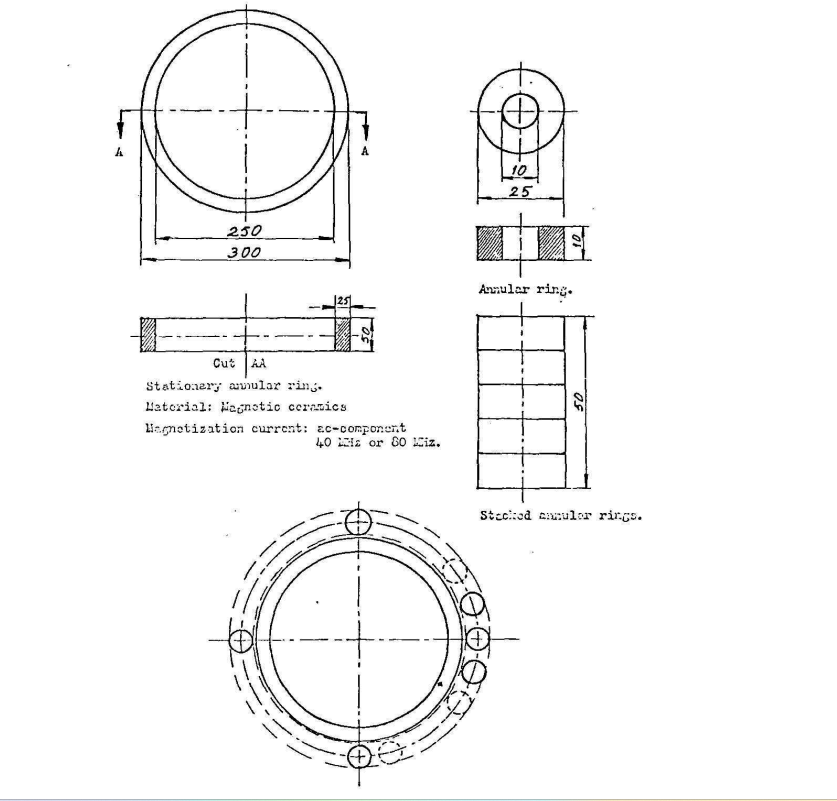 A
A
250
300
10
25
10
Annular ring.
25
50
Cut AA
Stationary annular ring.
Material: Magnetic ceramics
Magnetization current: ac-component
40 MHz or 80 MHz.
50
Stacked annular rings.